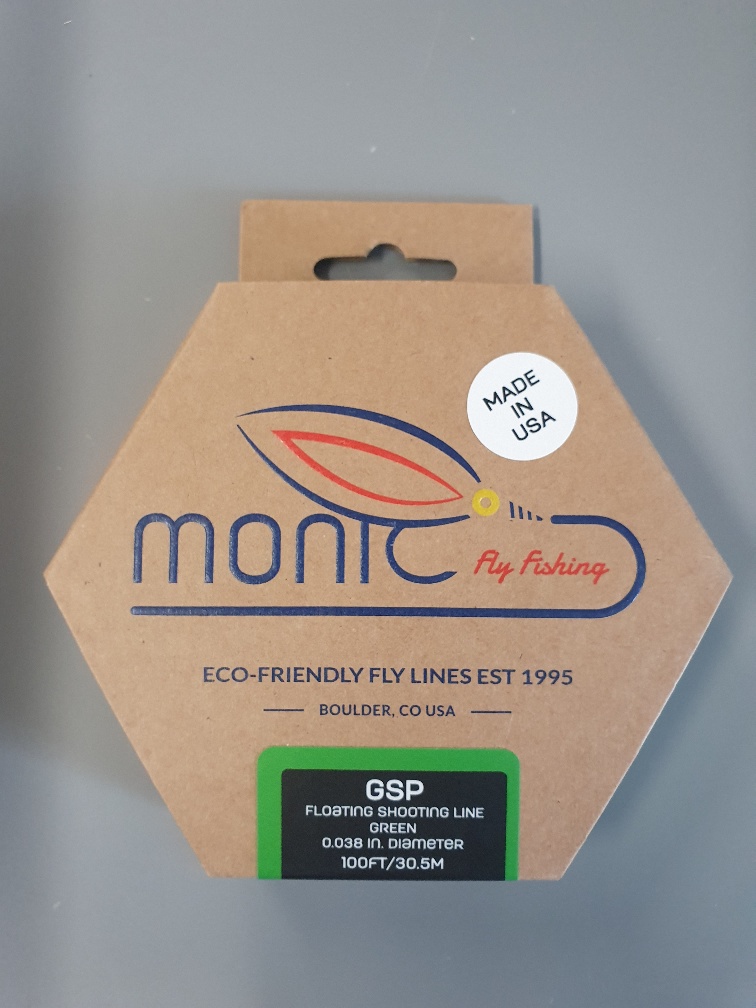 MADE
IN
USA
monic
Fly Fishing
ECO-FRIENDLY FLY LINES EST 1995
BOULDER, CO USA
GSP
FLOATING SHOOTING LINE
GREEN
0.038 IN. DIAMETER
100FT/30.5M